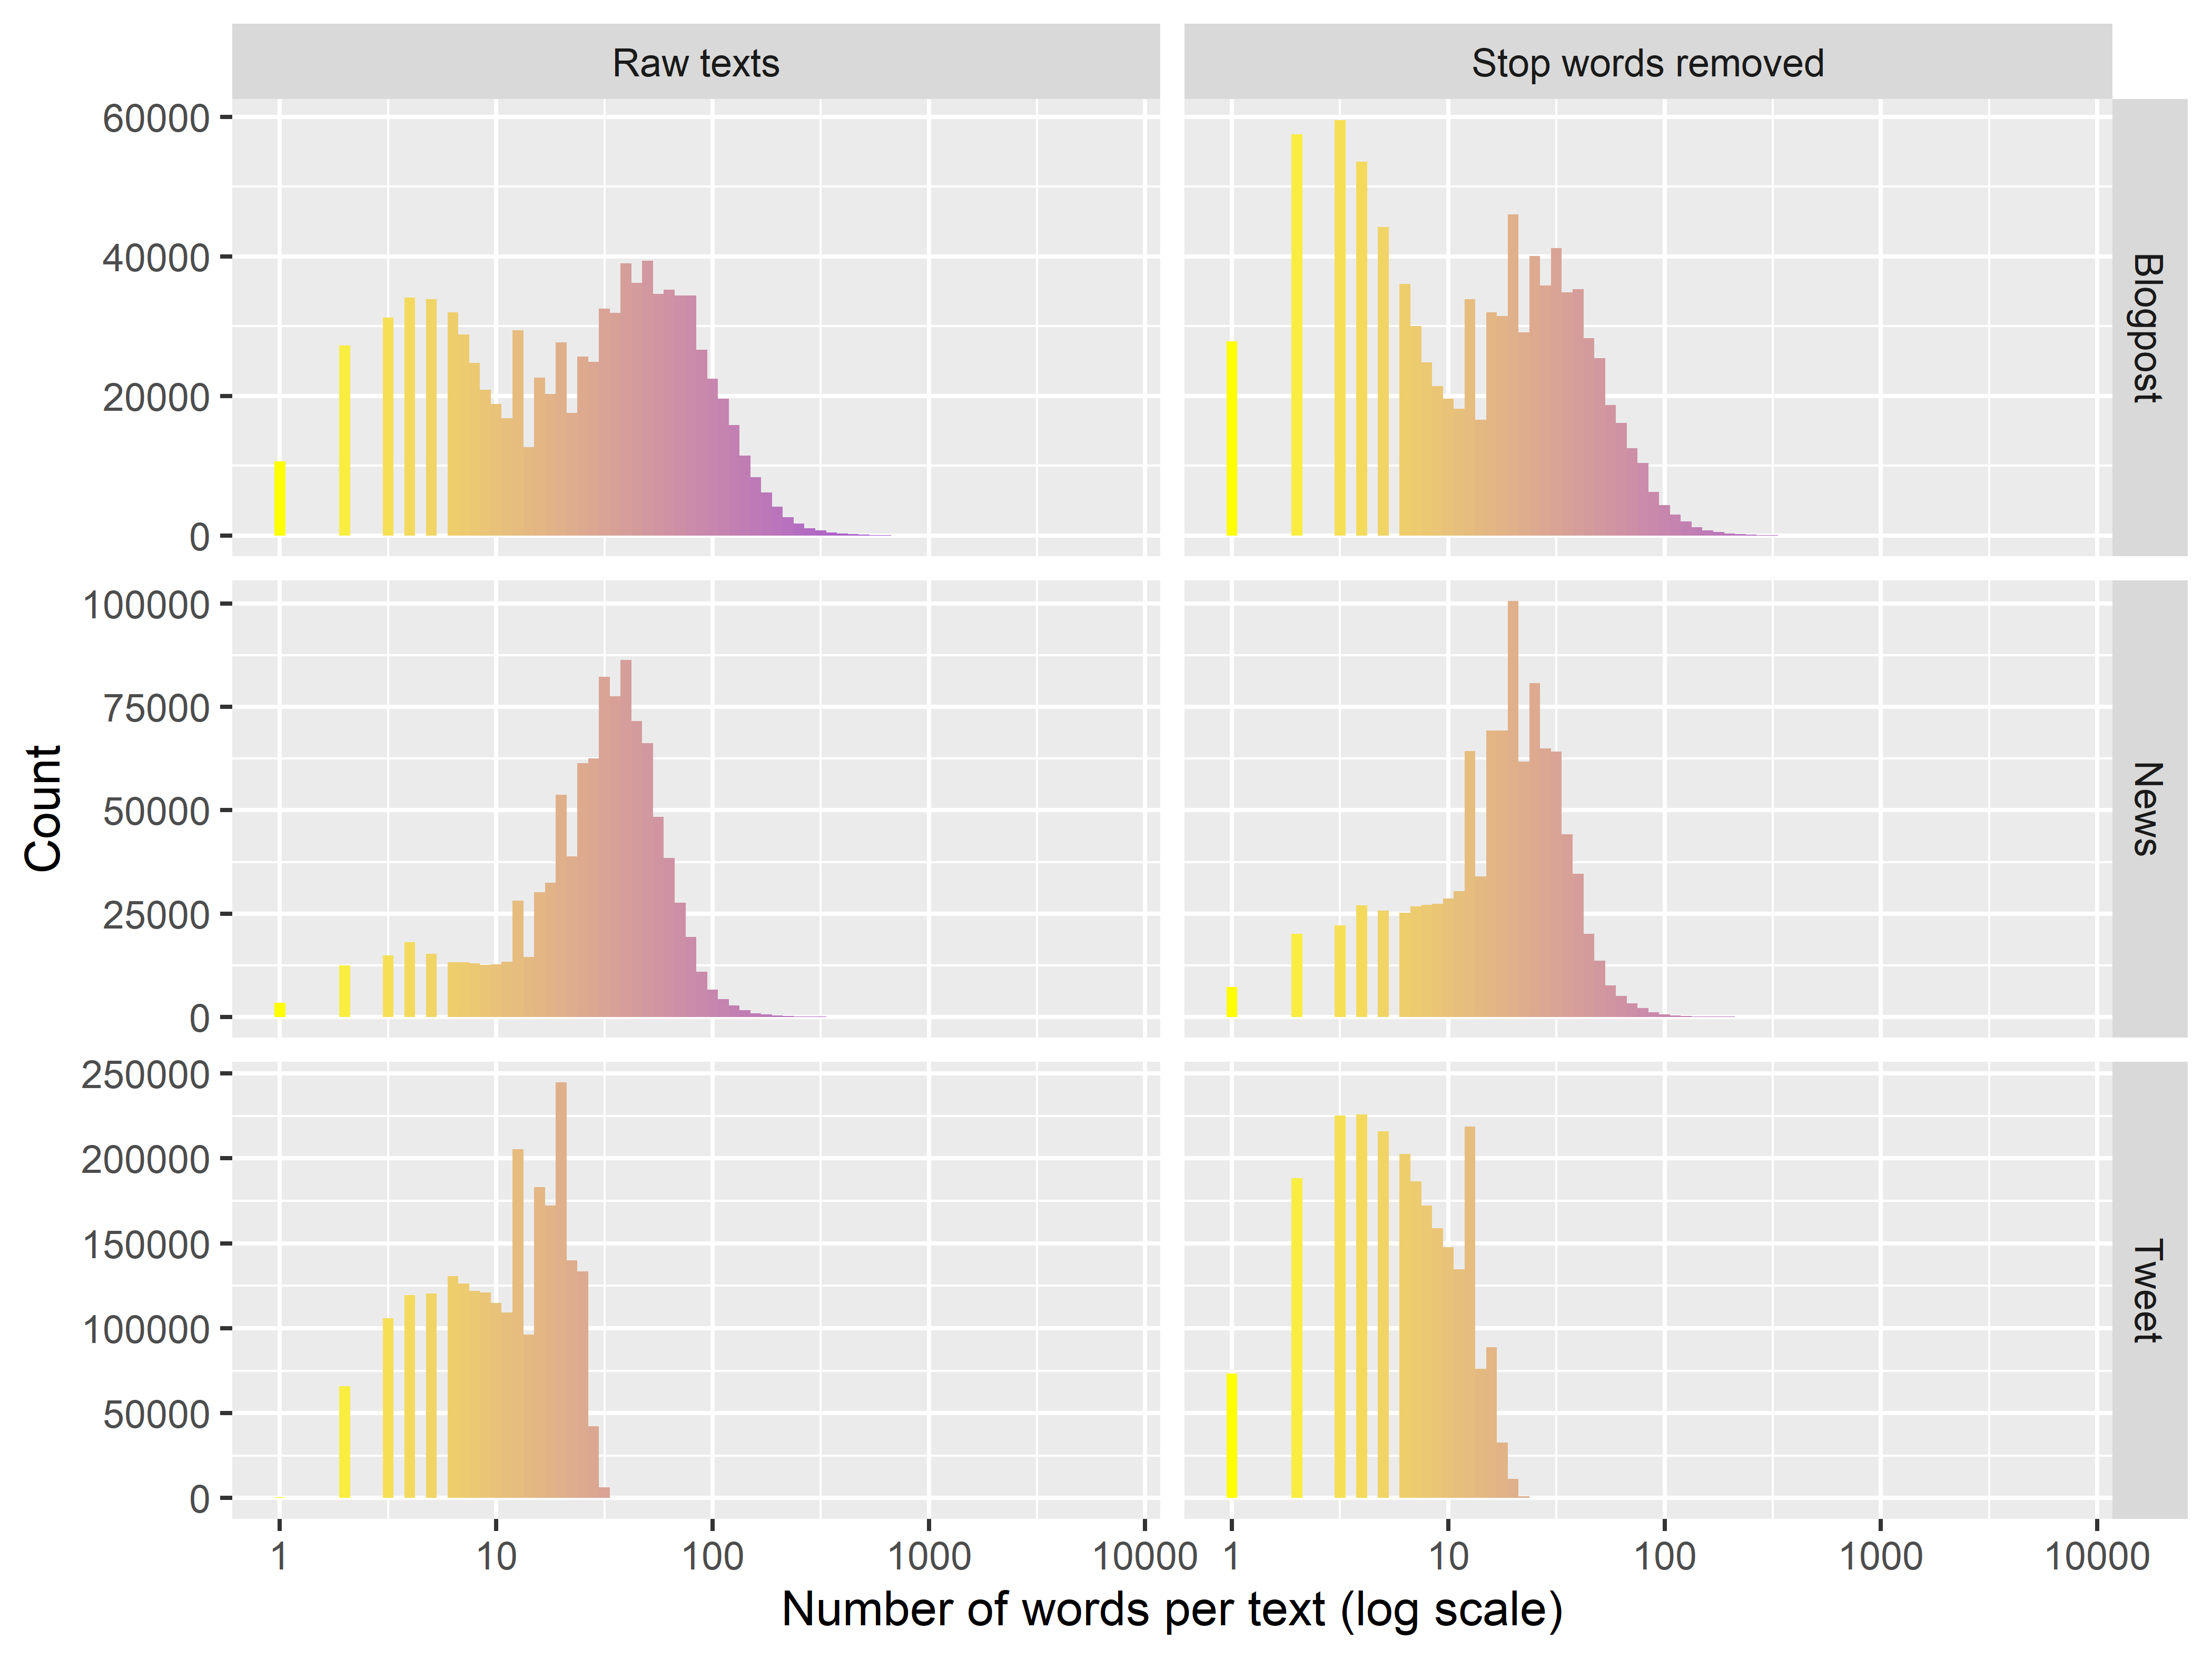 Raw texts
Stop words removed
60000
40000
20000
0
Blogpost
100000
75000
50000
25000
0
News
Count
250000
200000
150000
100000
50000
0
Tweet
1 10 100 1000 10000 1 10 100 1000 10000
Number of words per text (log scale)